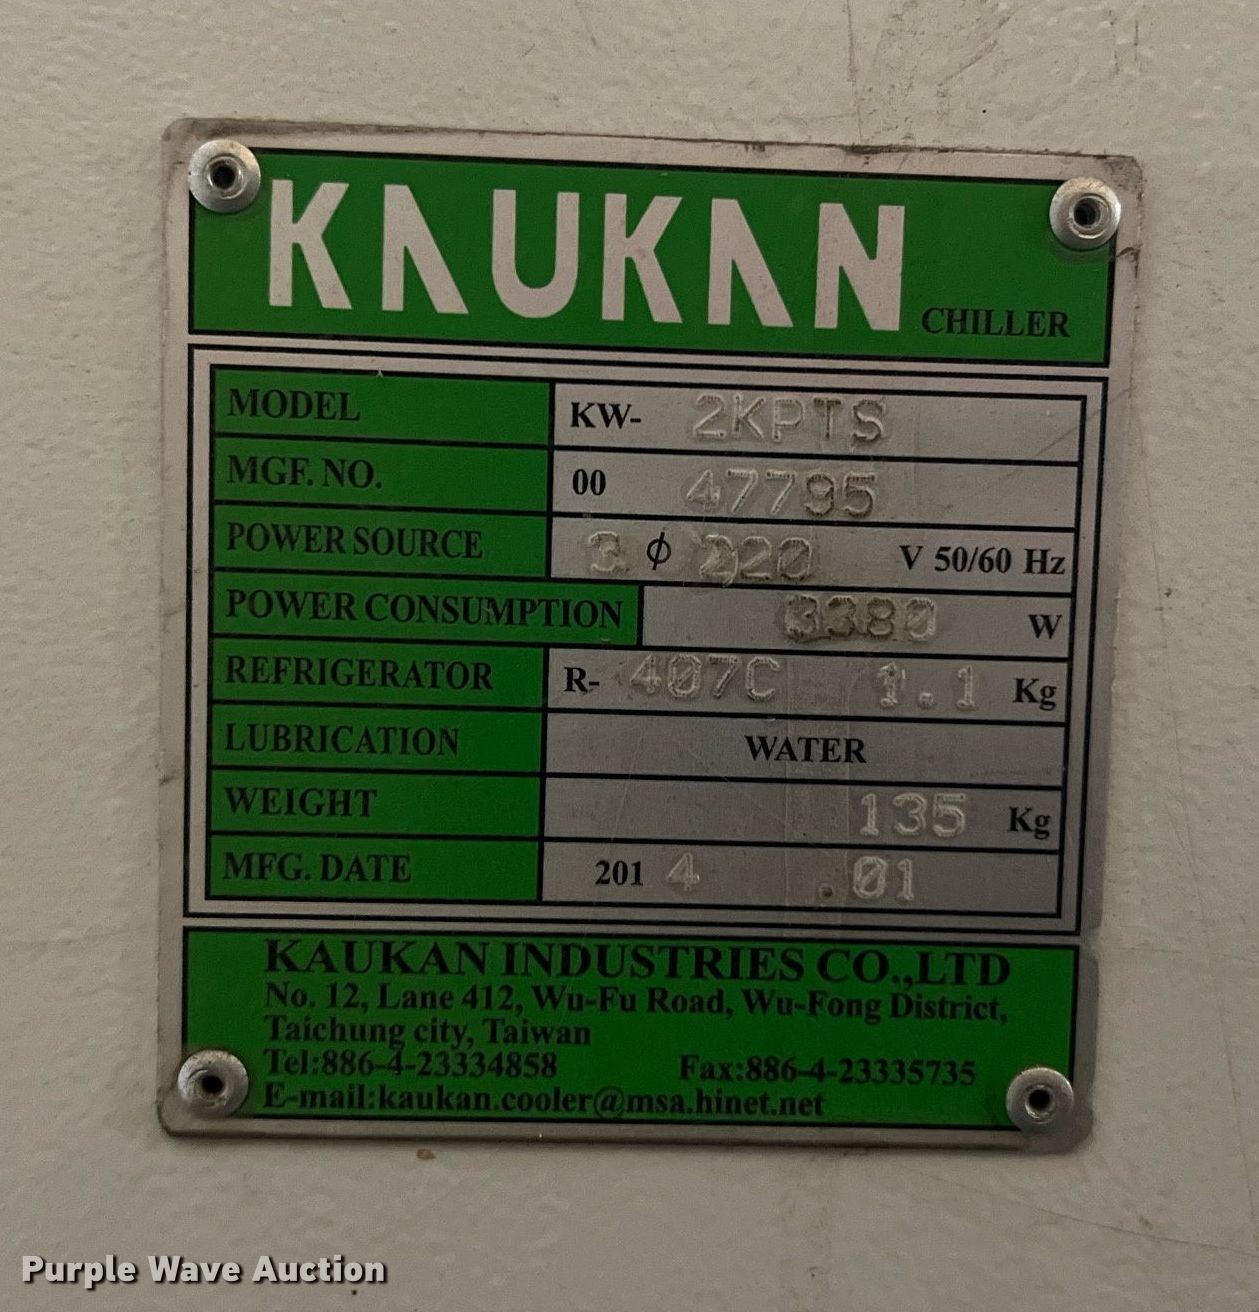 KAUKAN CHILLER
MODEL KW- 2KPTS
MGF. NO. 00 47795
POWER SOURCE 3 ϕ 220 V 50/60 Hz
POWER CONSUMPTION 3380 W
REFRIGERATOR R- 407C 1.1 Kg
LUBRICATION WATER
WEIGHT 135 Kg
MFG. DATE 201 4 .01
KAUKAN INDUSTRIES CO.,LTD
No. 12, Lane 412, Wu-Fu Road, Wu-Fong District,
Taichung city, Taiwan
Tel:886-4-23334858 Fax:886-4-23335735
E-mail:kaukan.cooler@msa.hinet.net
Purple Wave Auction